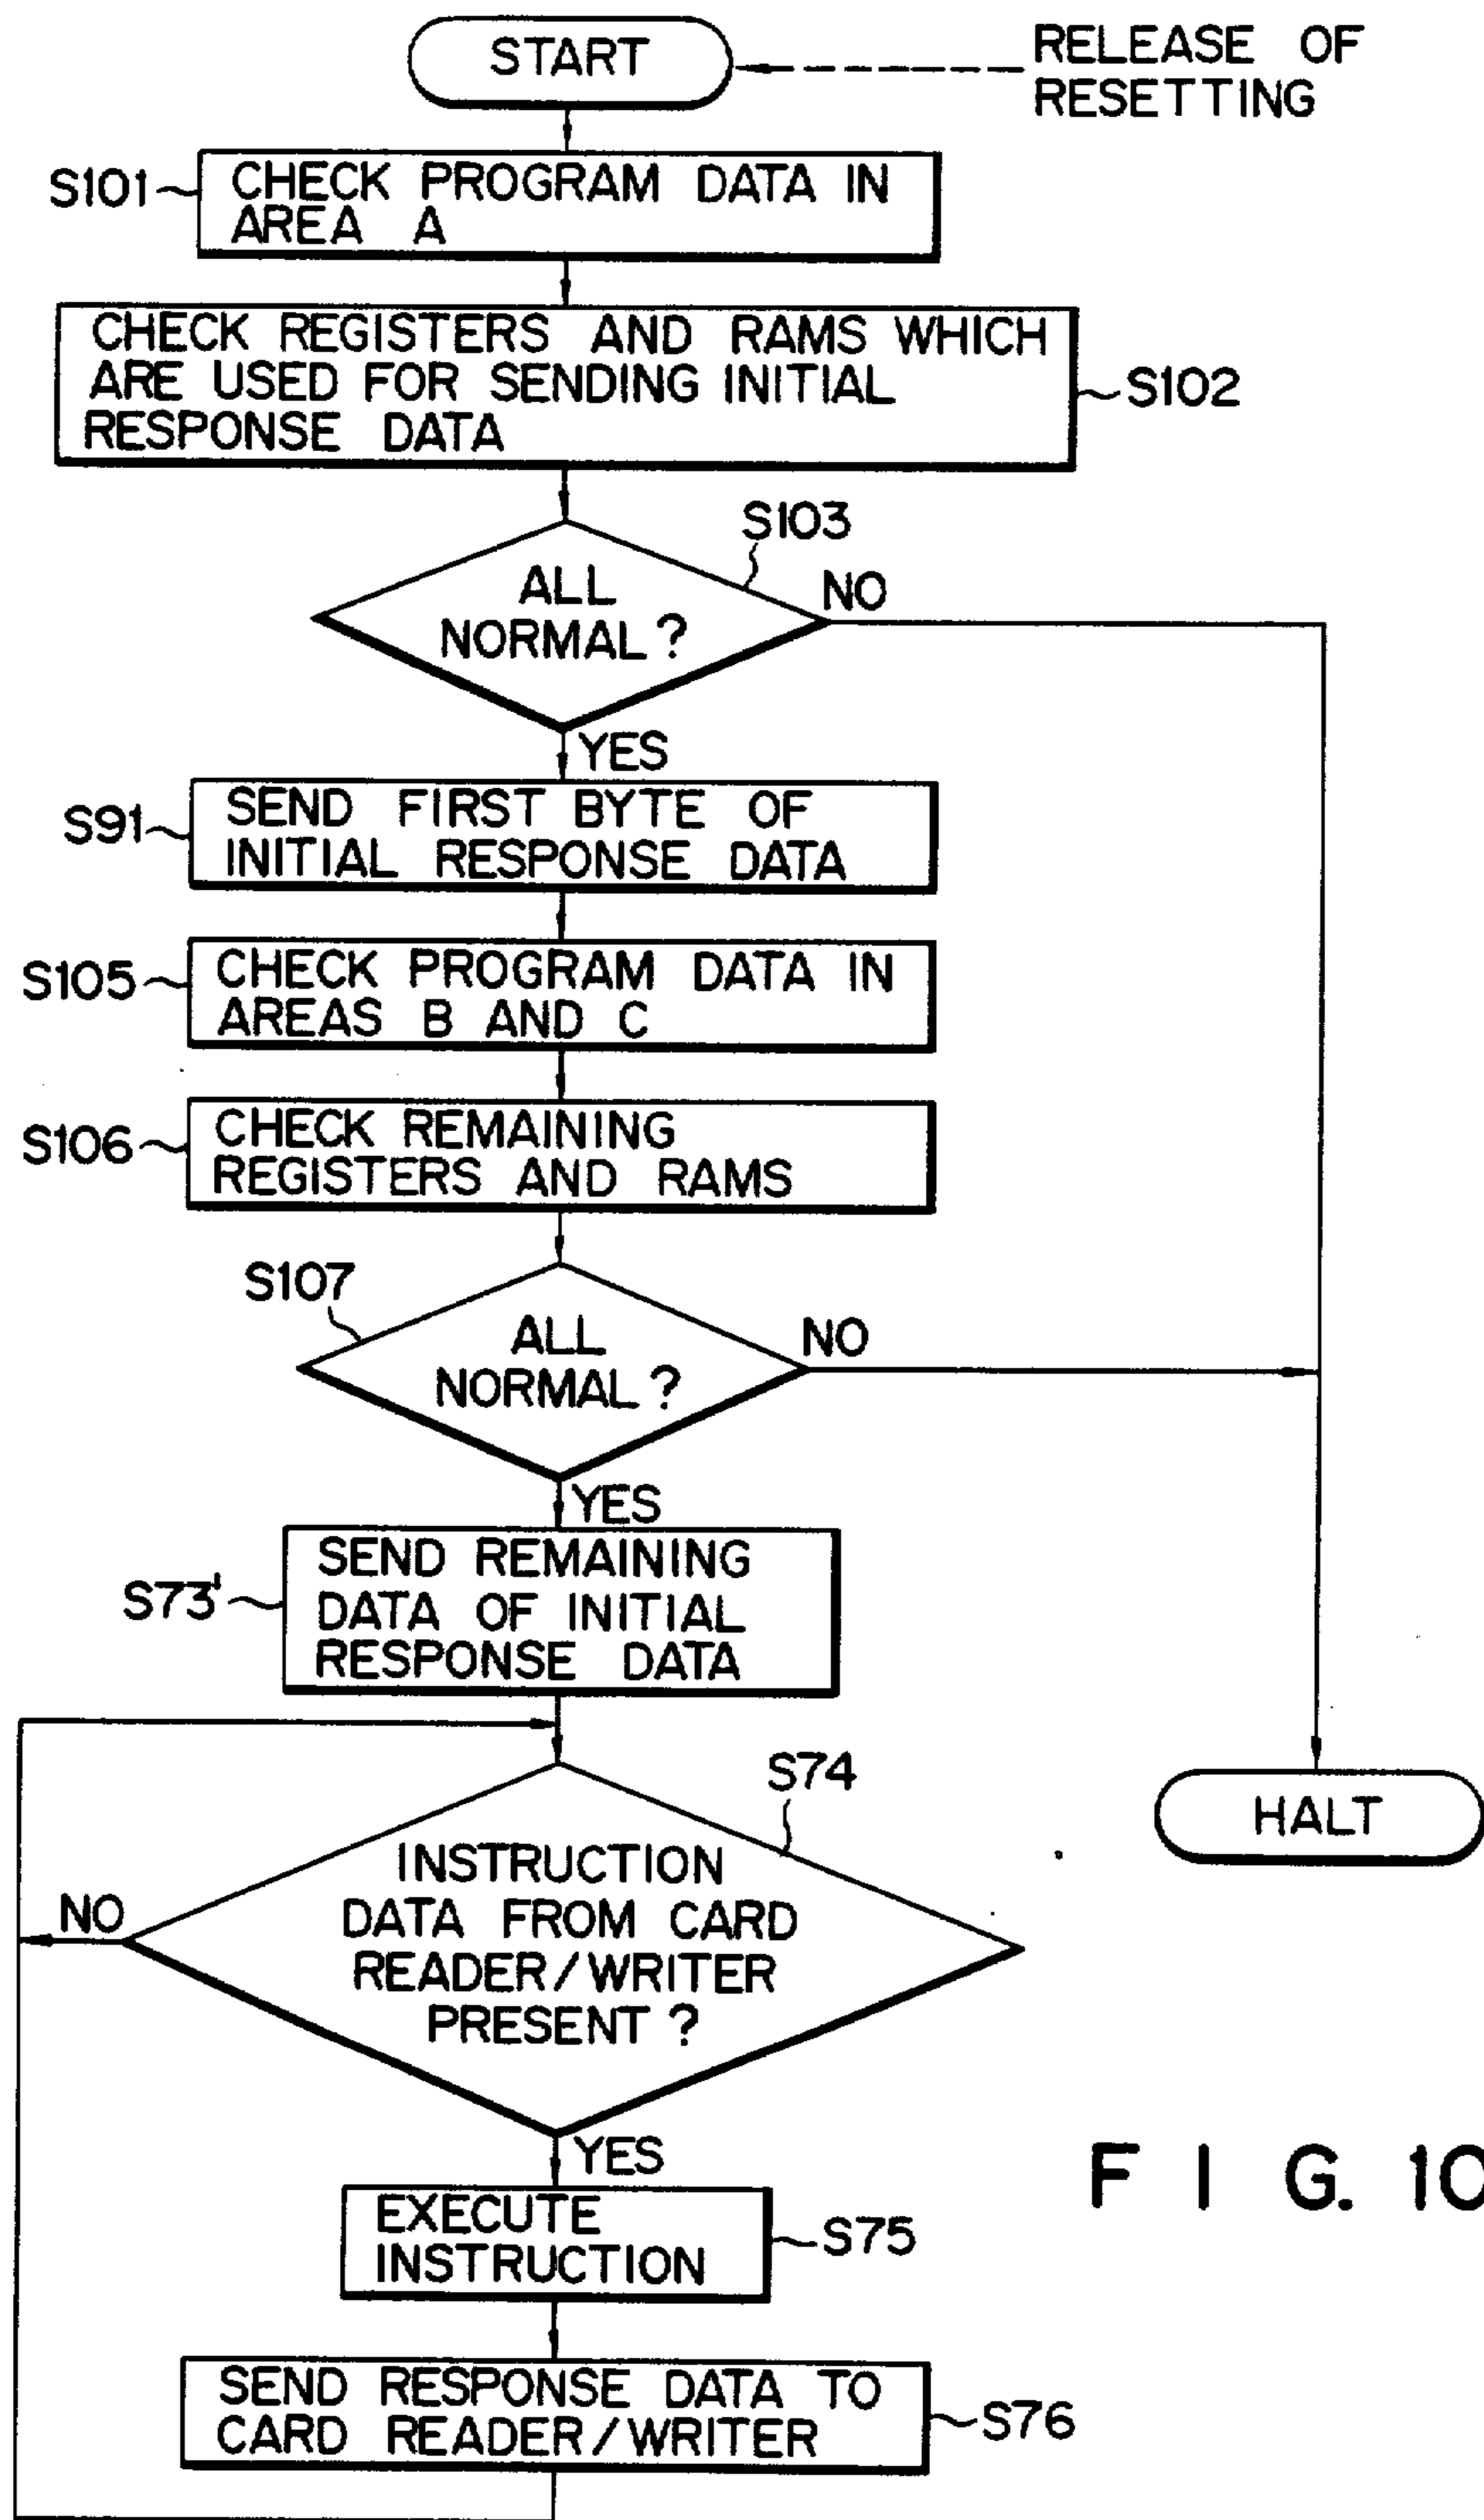 START
RELEASE OF
RESETTING
S101
CHECK PROGRAM DATA IN
AREA A
CHECK REGISTERS AND RAMS WHICH
ARE USED FOR SENDING INITIAL
RESPONSE DATA
S102
S103
ALL
NORMAL?
NO
YES
S91
SEND FIRST BYTE OF
INITIAL RESPONSE DATA
S105
CHECK PROGRAM DATA IN
AREAS B AND C
S106
CHECK REMAINING
REGISTERS AND RAMS
S107
ALL
NORMAL?
NO
YES
S73'
SEND REMAINING
DATA OF INITIAL
RESPONSE DATA
S74
HALT
INSTRUCTION
DATA FROM CARD
READER/WRITER
PRESENT?
NO
YES
EXECUTE
INSTRUCTION
S75
FIG. 10
SEND RESPONSE DATA TO
CARD READER/WRITER
S76